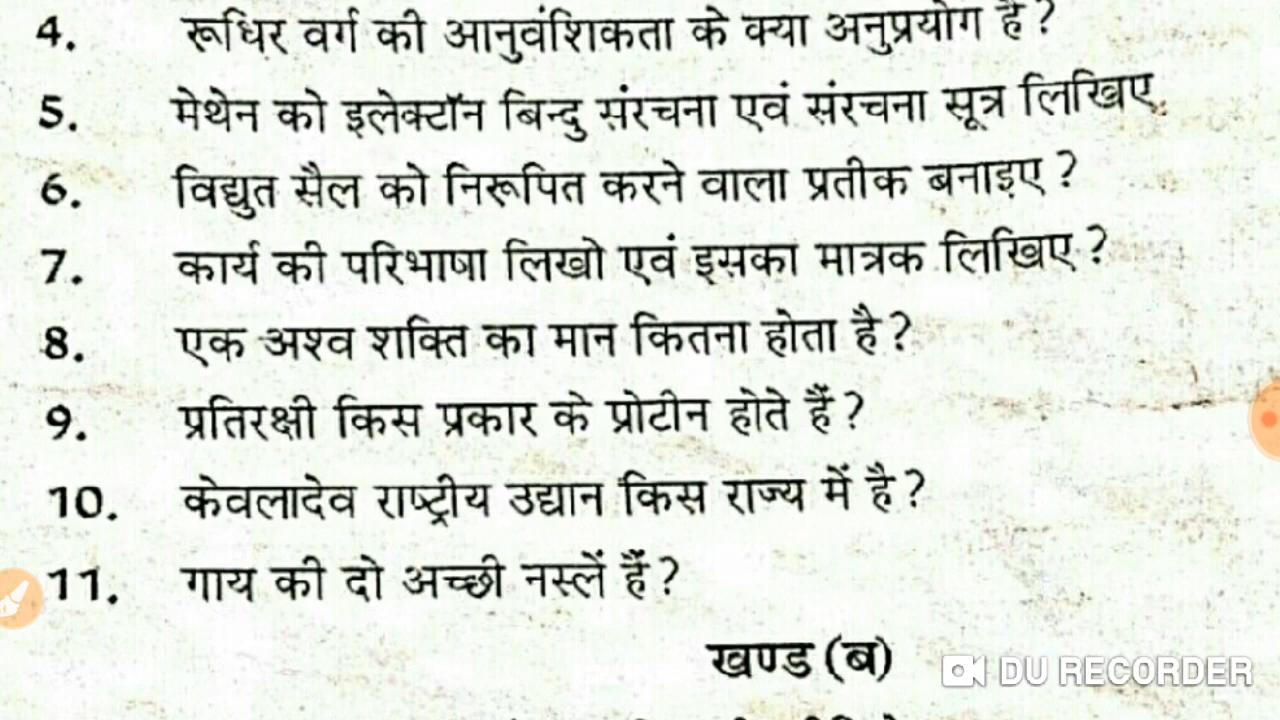 4. रूधिर वर्ग की आनुवंशिकता के क्या अनुप्रयोग है?
5. मेथेन को इलेक्टॉन बिन्दु संरचना एवं संरचना सूत्र लिखिए
6. विद्युत सैल को निरूपित करने वाला प्रतीक बनाइए?
7. कार्य की परिभाषा लिखो एवं इसका मात्रक लिखिए?
8. एक अश्व शक्ति का मान कितना होता है?
9. प्रतिरक्षी किस प्रकार के प्रोटीन होते हैं?
10. केवलादेव राष्ट्रीय उद्यान किस राज्य में है?
11. गाय की दो अच्छी नस्लें हैं?
खण्ड (ब)
DU RECORDER